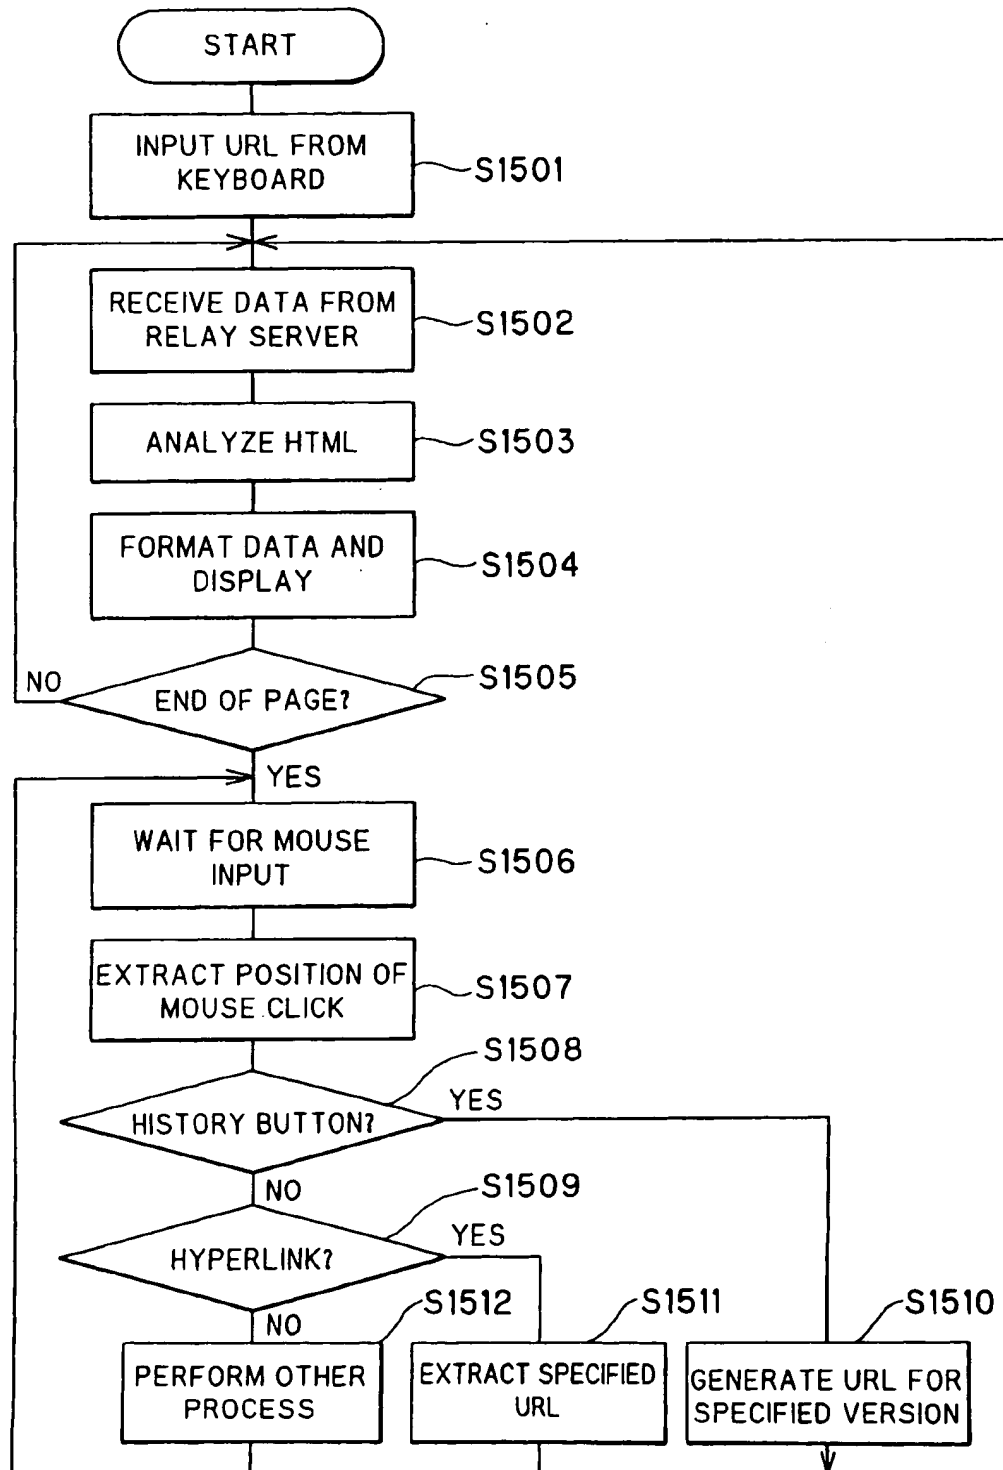 START
INPUT URL FROM
KEYBOARD
S1501
RECEIVE DATA FROM
RELAY SERVER
S1502
ANALYZE HTML
S1503
FORMAT DATA AND
DISPLAY
S1504
S1505
NO
END OF PAGE?
YES
WAIT FOR MOUSE
INPUT
S1506
EXTRACT POSITION OF
MOUSE CLICK
S1507
S1508
HISTORY BUTTON?
YES
NO
S1509
HYPERLINK?
YES
NO
S1512
S1511
S1510
PERFORM OTHER
PROCESS
EXTRACT SPECIFIED
URL
GENERATE URL FOR
SPECIFIED VERSION